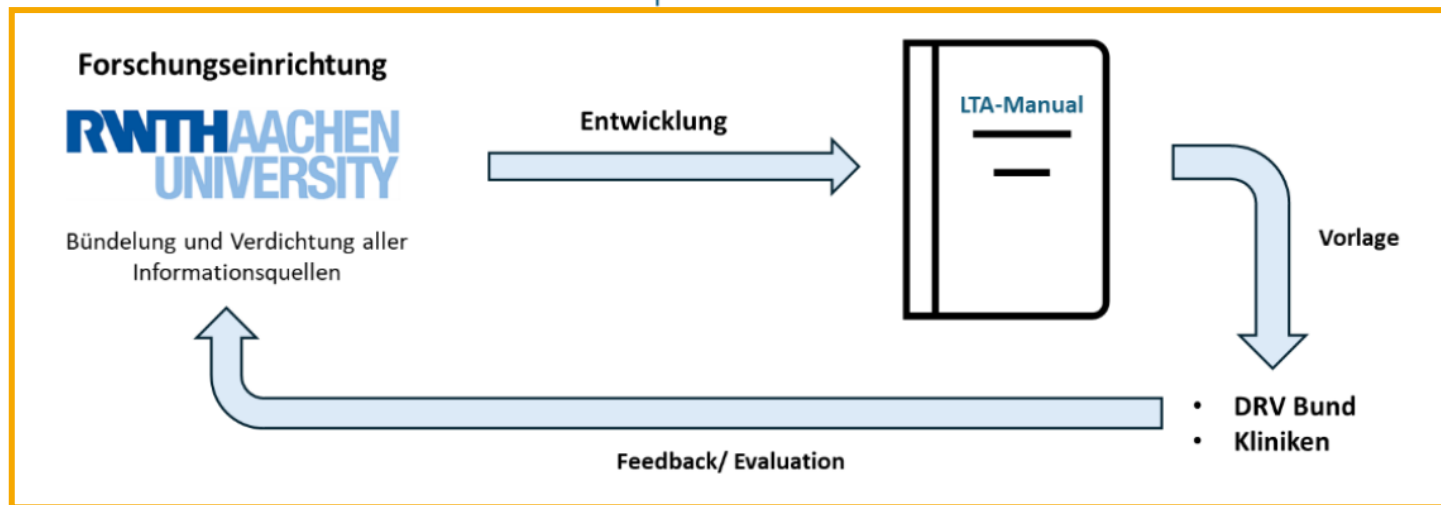 Forschungseinrichtung
RWTHAACHEN
UNIVERSITY
Bündelung und Verdichtung aller
Informationsquellen
Entwicklung
LTA-Manual
Vorlage
• DRV Bund
• Kliniken
Feedback/ Evaluation